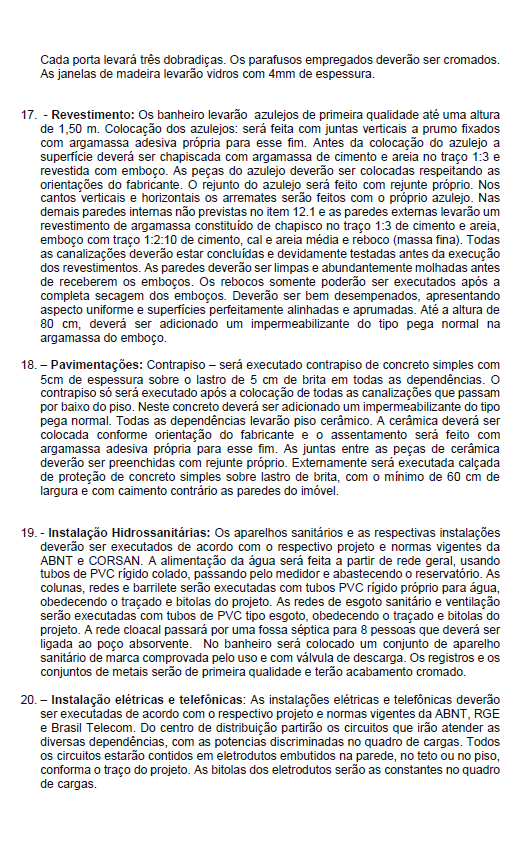 Cada porta levará três dobradiças. Os parafusos empregados deverão ser cromados.
As janelas de madeira levarão vidros com 4mm de espessura.
17. - Revestimento: Os banheiro levarão azulejos de primeira qualidade até uma altura
de 1,50 m. Colocação dos azulejos: será feita com juntas verticais a prumo fixados
com argamassa adesiva própria para esse fim. Antes da colocação do azulejo a
superfície deverá ser chapiscada com argamassa de cimento e areia no traço 1:3 e
revestida com emboço. As peças do azulejo deverão ser colocadas respeitando as
orientações do fabricante. O rejunto do azulejo será feito com rejunte próprio. Nos
cantos verticais e horizontais os arremates serão feitos com o próprio azulejo. Nas
demais paredes internas não previstas no item 12.1 e as paredes externas levarão um
revestimento de argamassa constituído de chapisco no traço 1:3 de cimento e areia,
emboço com traço 1:2:10 de cimento, cal e areia média e reboco (massa fina). Todas
as canalizações deverão estar concluídas e devidamente testadas antes da execução
dos revestimentos. As paredes deverão ser limpas e abundantemente molhadas antes
de receberem os emboços. Os rebocos somente poderão ser executados após a
completa secagem dos emboços. Deverão ser bem desempenados, apresentando
aspecto uniforme e superfícies perfeitamente alinhadas e aprumadas. Até a altura de
80 cm, deverá ser adicionado um impermeabilizante do tipo pega normal na
argamassa do emboço.
18. – Pavimentações: Contrapiso – será executado contrapiso de concreto simples com
5cm de espessura sobre o lastro de 5 cm de brita em todas as dependências. O
contrapiso só será executado após a colocação de todas as canalizações que passam
por baixo do piso. Neste concreto deverá ser adicionado um impermeabilizante do tipo
pega normal. Todas as dependências levarão piso cerâmico. A cerâmica deverá ser
colocada conforme orientação do fabricante e o assentamento será feito com
argamassa adesiva própria para esse fim. As juntas entre as peças de cerâmica
deverão ser preenchidas com rejunte próprio. Externamente será executada calçada
de proteção de concreto simples sobre lastro de brita, com o mínimo de 60 cm de
largura e com caimento contrário as paredes do imóvel.
19. - Instalação Hidrossanitárias: Os aparelhos sanitários e as respectivas instalações
deverão ser executados de acordo com o respectivo projeto e normas vigentes da
ABNT e CORSAN. A alimentação da água será feita a partir de rede geral, usando
tubos de PVC rígido colado, passando pelo medidor e abastecendo o reservatório. As
colunas, redes e barrilete serão executadas com tubos PVC rígido próprio para água,
obedecendo o traçado e bitolas do projeto. As redes de esgoto sanitário e ventilação
serão executadas com tubos de PVC tipo esgoto, obedecendo o traçado e bitolas do
projeto. A rede cloacal passará por uma fossa séptica para 8 pessoas que deverá ser
ligada ao poço absorvente. No banheiro será colocado um conjunto de aparelho
sanitário de marca comprovada pelo uso e com válvula de descarga. Os registros e os
conjuntos de metais serão de primeira qualidade e terão acabamento cromado.
20. – Instalação elétricas e telefônicas: As instalações elétricas e telefônicas deverão
ser executadas de acordo com o respectivo projeto e normas vigentes da ABNT, RGE
e Brasil Telecom. Do centro de distribuição partirão os circuitos que irão atender as
diversas dependências, com as potencias discriminadas no quadro de cargas. Todos
os circuitos estarão contidos em eletrodutos embutidos na parede, no teto ou no piso,
conforma o traço do projeto. As bitolas dos eletrodutos serão as constantes no quadro
de cargas.